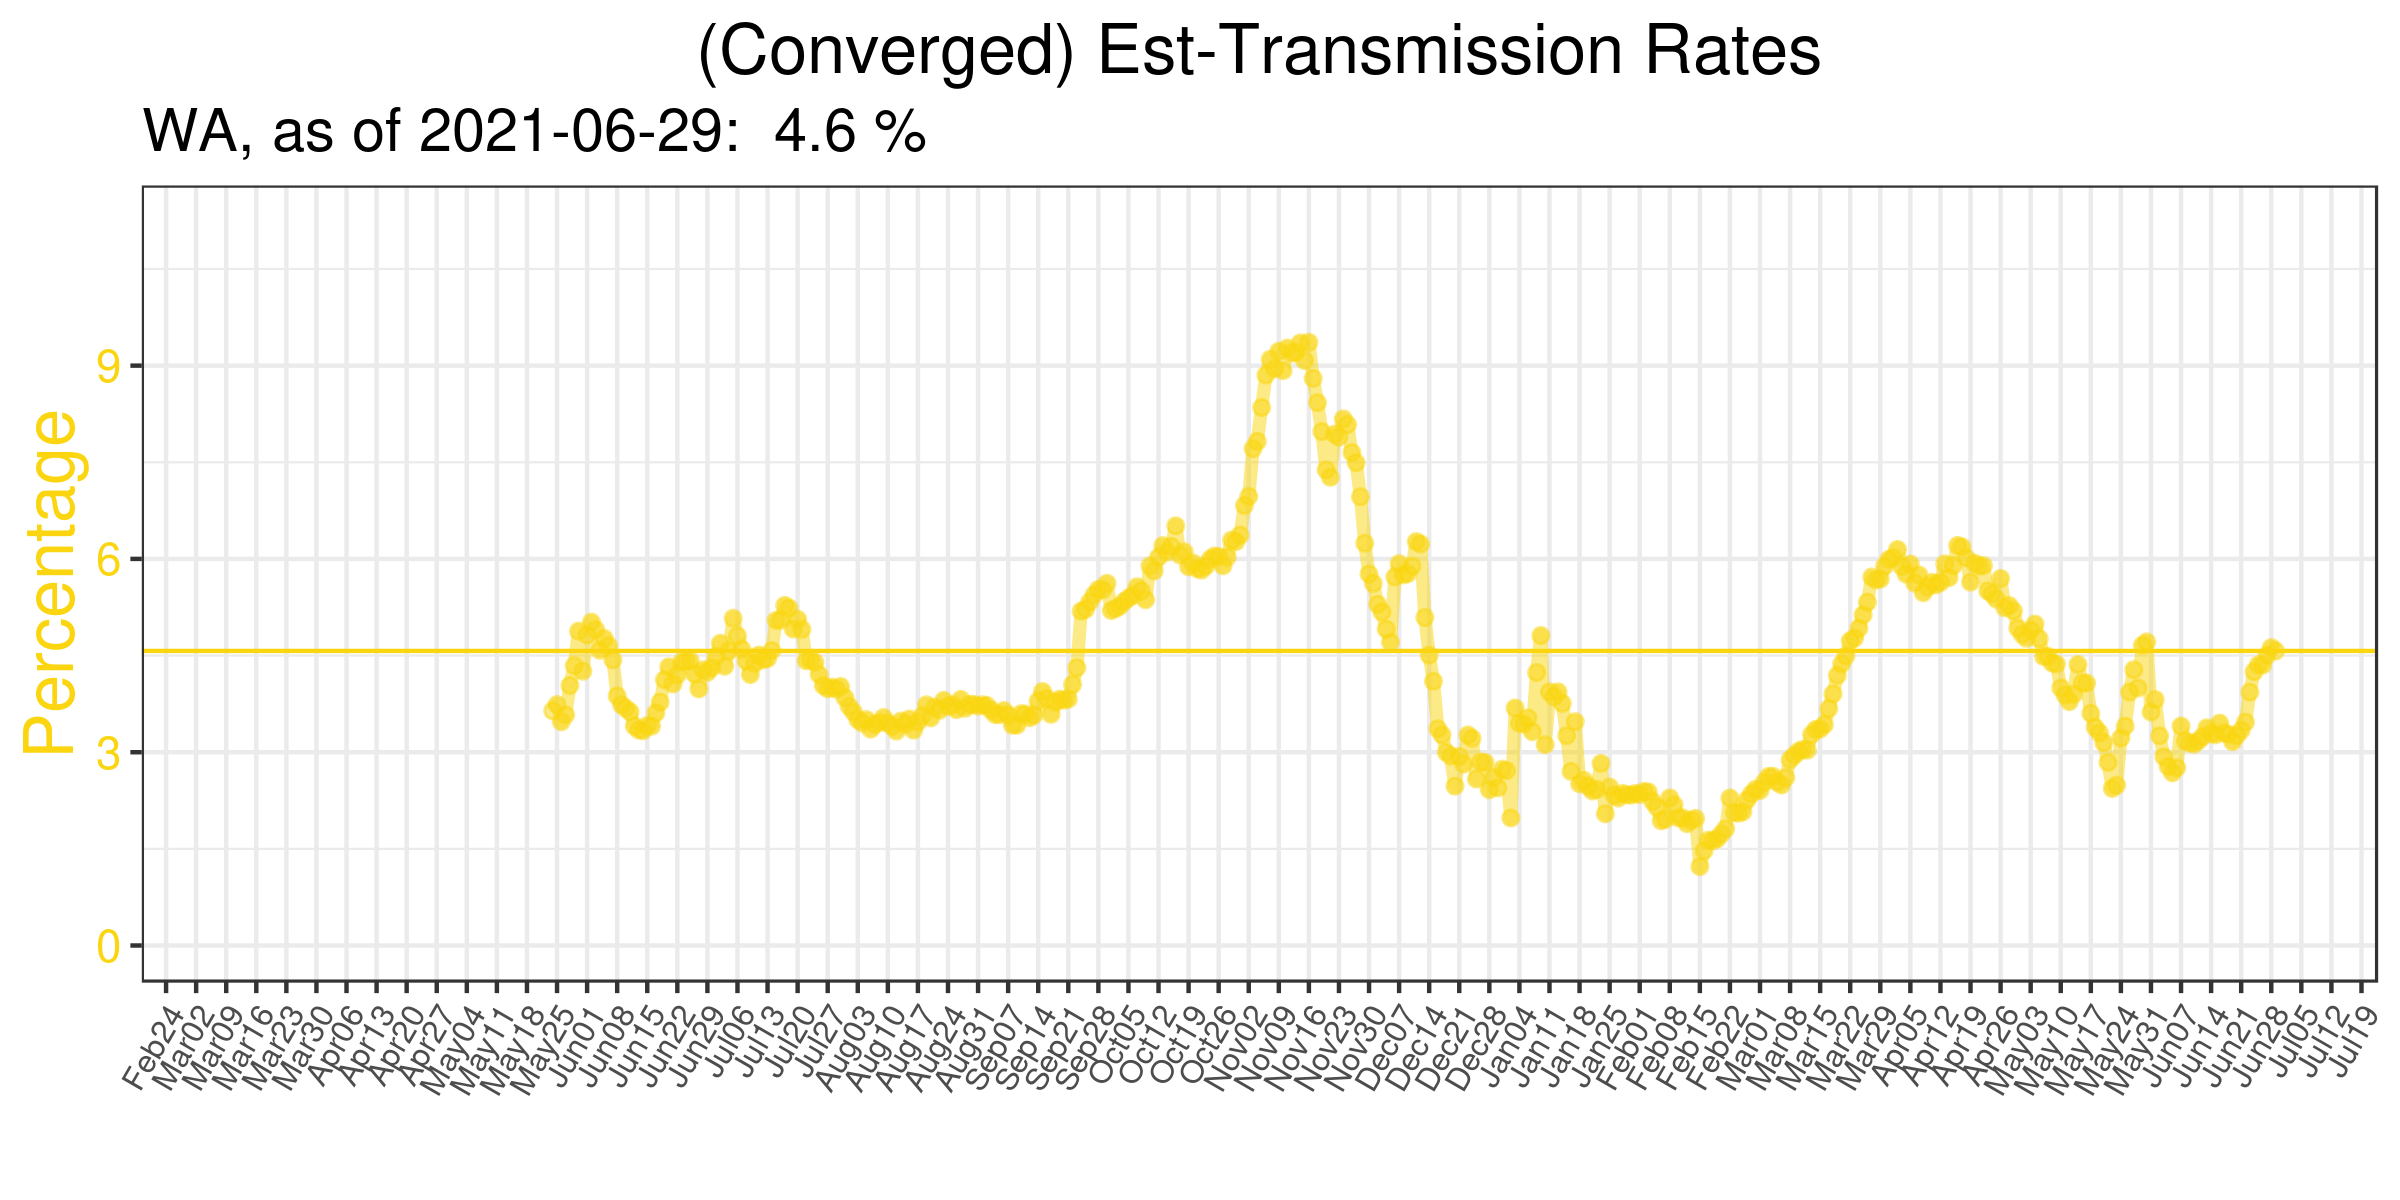 (Converged) Est-Transmission Rates
WA, as of 2021-06-29:  4.6 %
Percentage
9
6
3
0
Feb24
Mar02
Mar09
Mar16
Mar23
Mar30
Apr06
Apr13
Apr20
Apr27
May04
May11
May18
May25
Jun01
Jun08
Jun15
Jun22
Jun29
Jul06
Jul13
Jul20
Jul27
Aug03
Aug10
Aug17
Aug24
Aug31
Sep07
Sep14
Sep21
Sep28
Oct05
Oct12
Oct19
Oct26
Nov02
Nov09
Nov16
Nov23
Nov30
Dec07
Dec14
Dec21
Dec28
Jan04
Jan11
Jan18
Jan25
Feb01
Feb08
Feb15
Feb22
Mar01
Mar08
Mar15
Mar22
Mar29
Apr05
Apr12
Apr19
Apr26
May03
May10
May17
May24
May31
Jun07
Jun14
Jun21
Jun28
Jul05
Jul12
Jul19